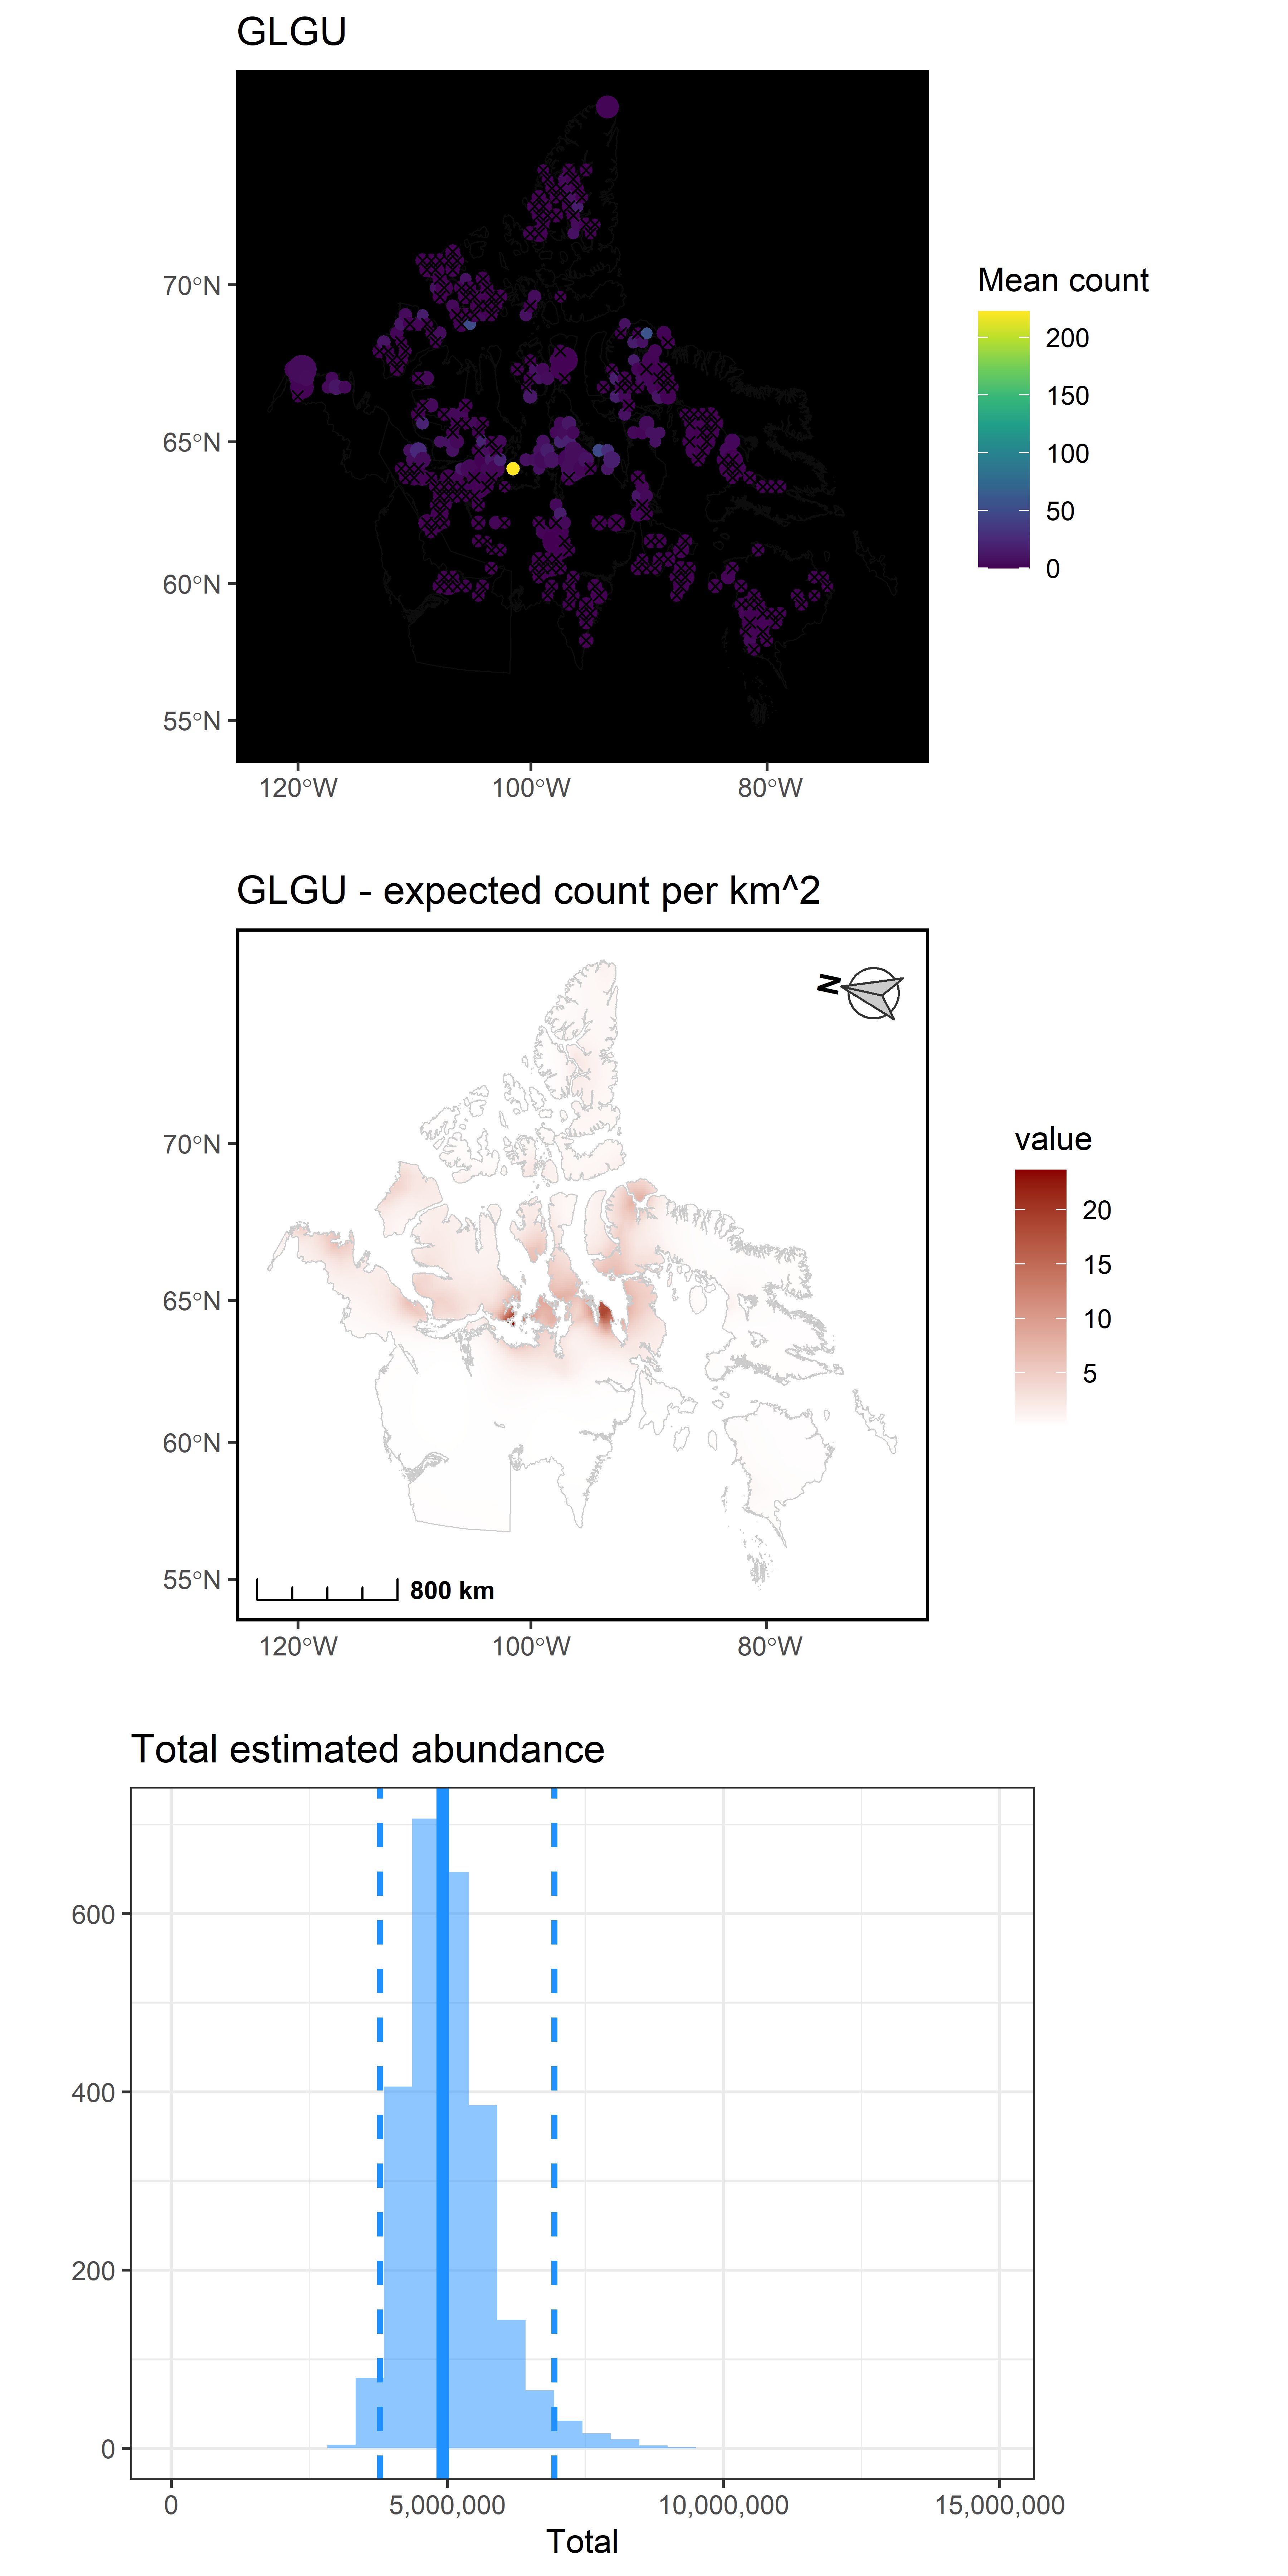 GLGU
70°N
65°N
60°N
55°N
120°W 100°W 80°W
Mean count
200
150
100
50
0
GLGU - expected count per km^2
N
70°N
65°N
60°N
55°N
800 km
120°W 100°W 80°W
value
20
15
10
5
Total estimated abundance
600
400
200
0
0 5,000,000 10,000,000 15,000,000
Total